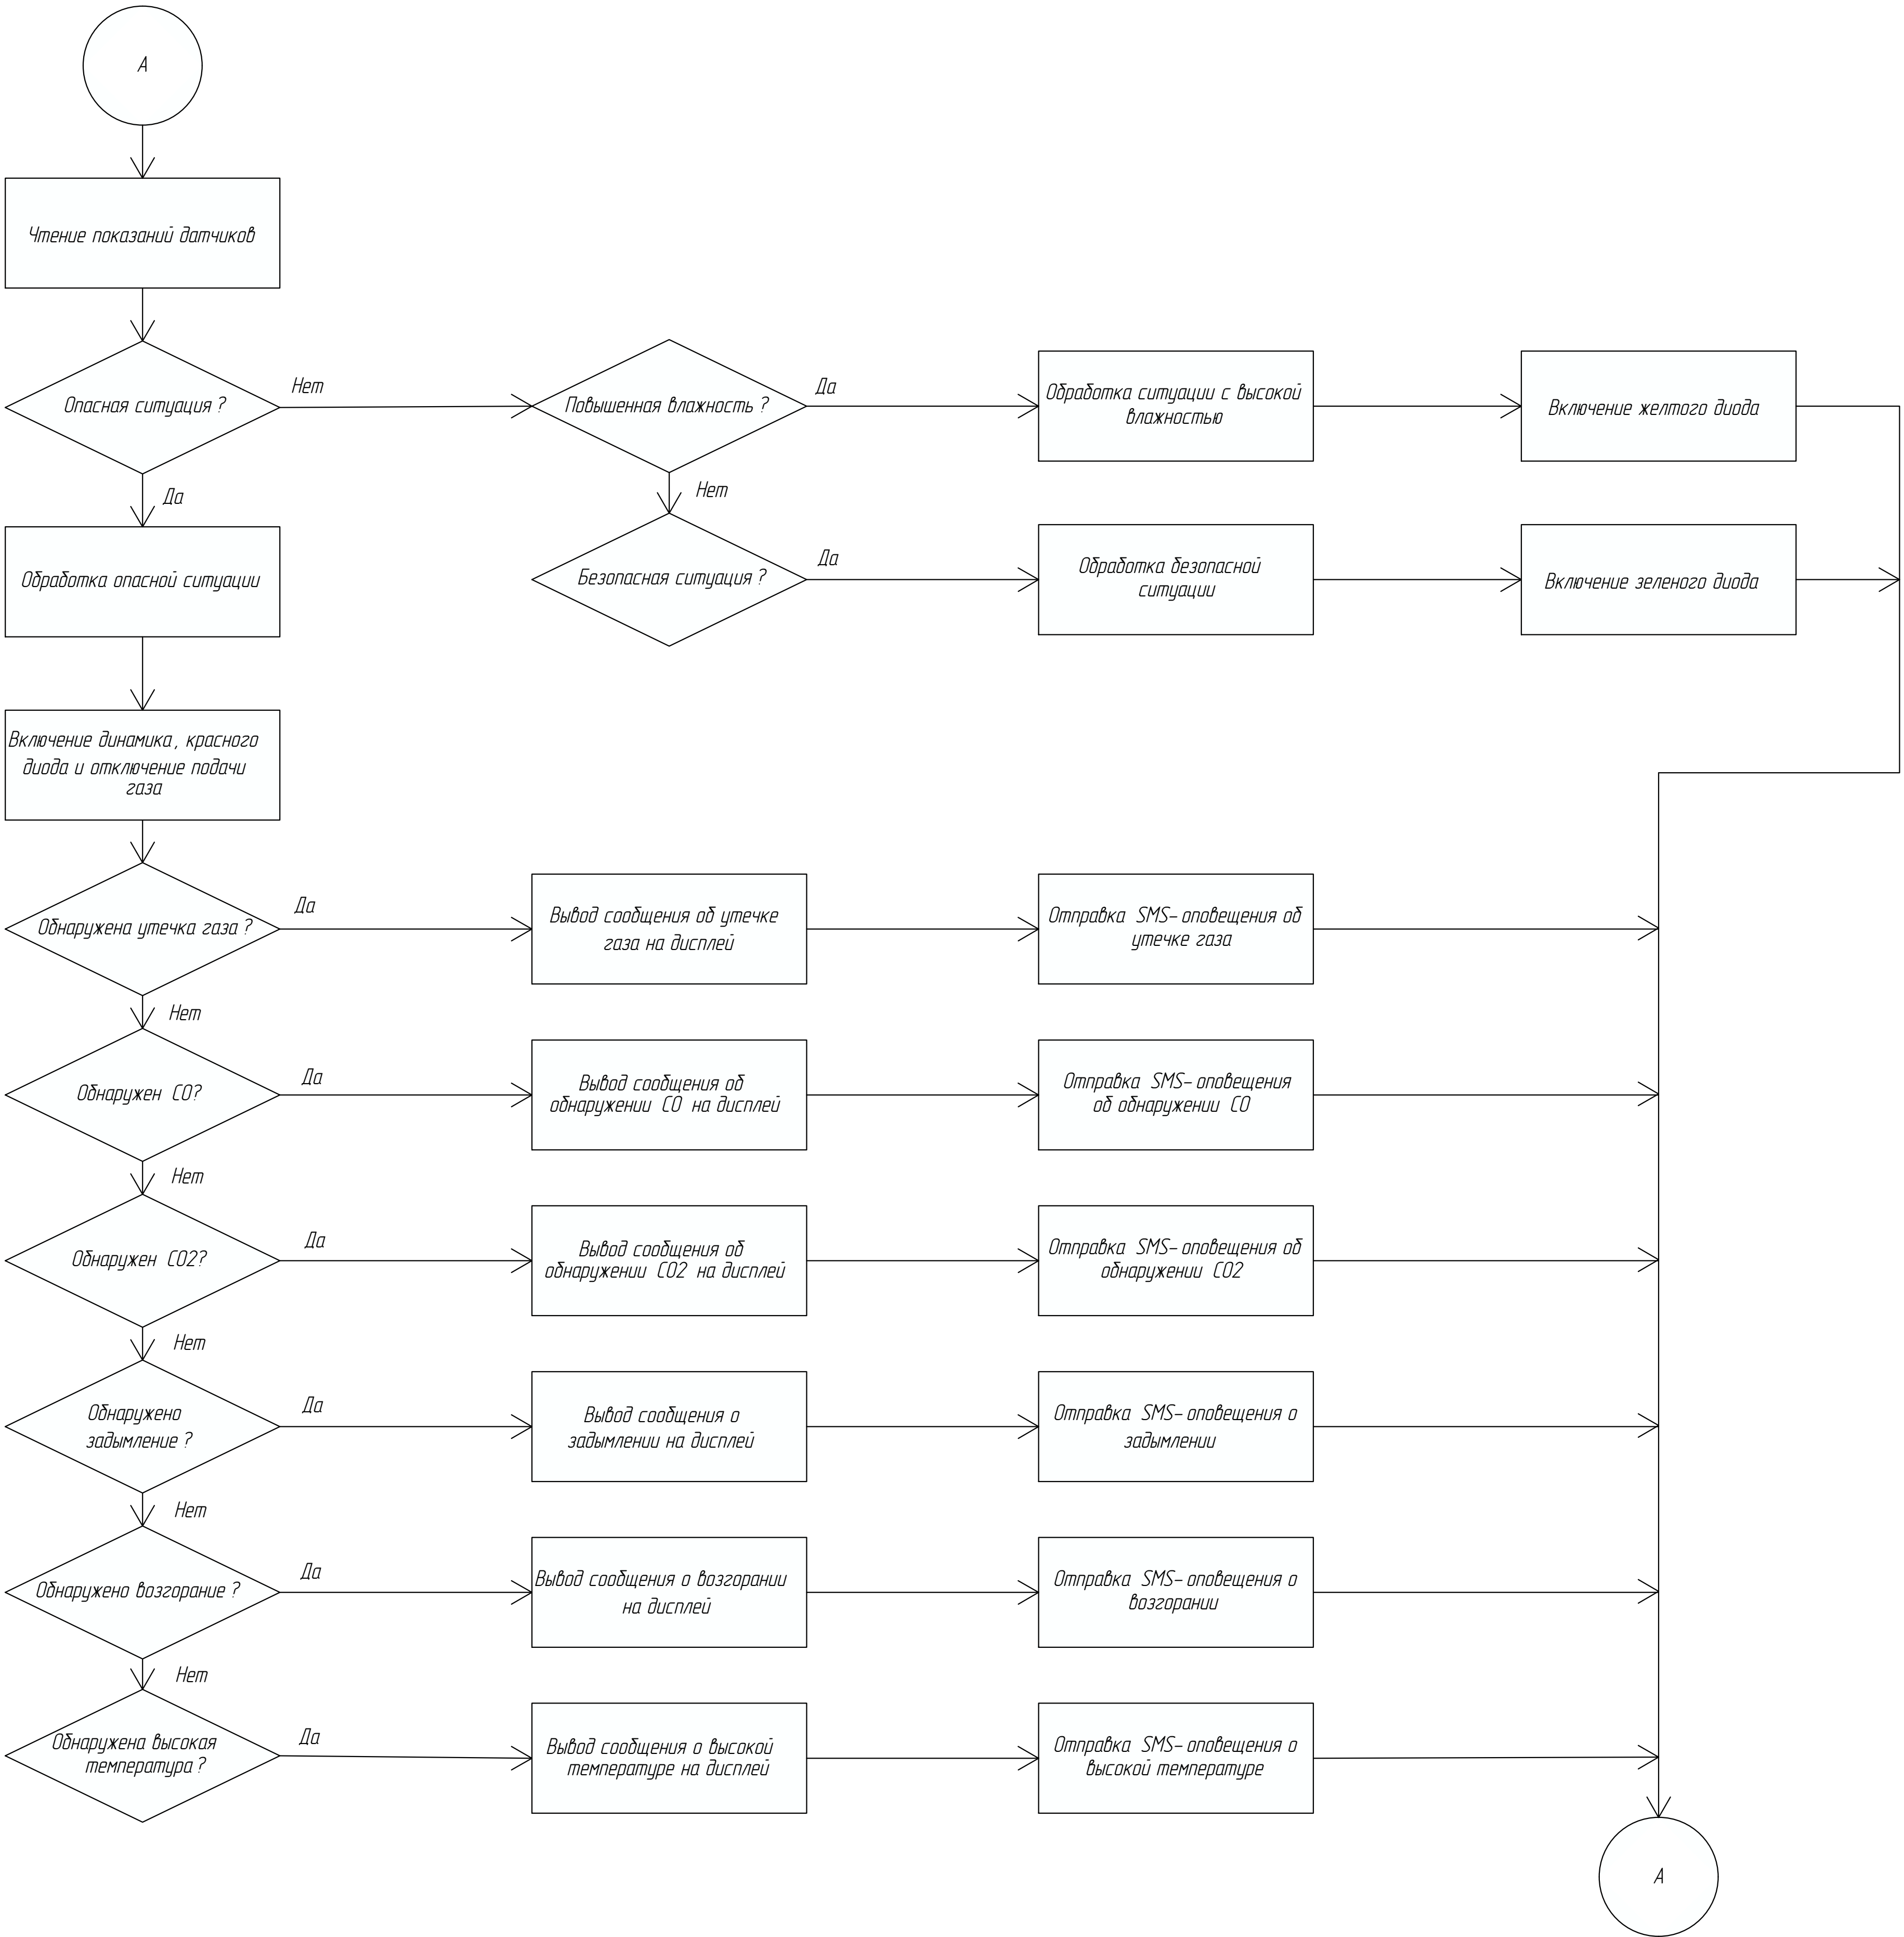 А
Чтение показаний датчиков
Опасная ситуация ?
Нет
Повышенная влажность ?
Да
Обработка ситуации с высокой
влажностью
Включение желтого диода
Да
Нет
Обработка опасной ситуации
Безопасная ситуация ?
Да
Обработка безопасной
ситуации
Включение зеленого диода
Включение динамика, красного
диода и отключение подачи
газа
Обнаружена утечка газа ?
Да
Вывод сообщения об утечке
газа на дисплей
Отправка SMS- оповещения об
утечке газа
Нет
Обнаружен CO?
Да
Вывод сообщения об
обнаружении CO на дисплей
Отправка SMS- оповещения
об обнаружении CO
Нет
Обнаружен CO2?
Да
Вывод сообщения об
обнаружении CO2 на дисплей
Отправка SMS- оповещения об
обнаружении CO2
Нет
Обнаружено
задымление ?
Да
Вывод сообщения о
задымлении на дисплей
Отправка SMS- оповещения о
задымлении
Нет
Обнаружено возгорание ?
Да
Вывод сообщения о возгорании
на дисплей
Отправка SMS- оповещения о
возгорании
Нет
Обнаружена высокая
температура ?
Да
Вывод сообщения о высокой
температуре на дисплей
Отправка SMS- оповещения о
высокой температуре
А